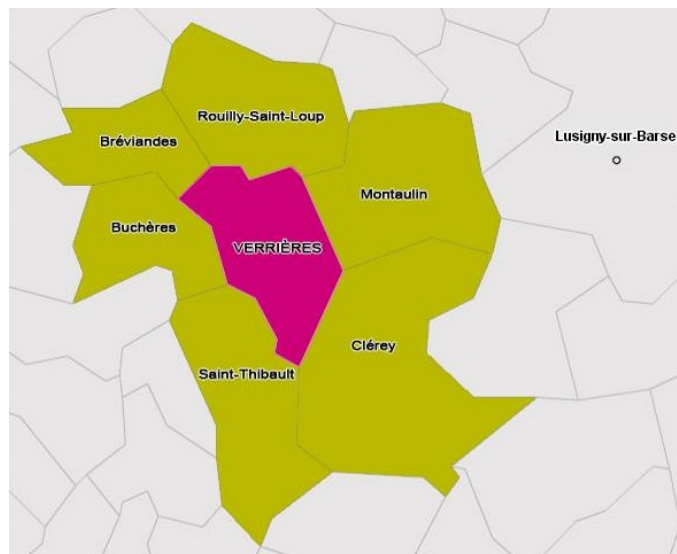 Rouilly-Saint-Loup
Bréviandes
Lusigny-sur-Barse
Montaulin
Buchères
VERRIÈRES
Clérey
Saint-Thibault